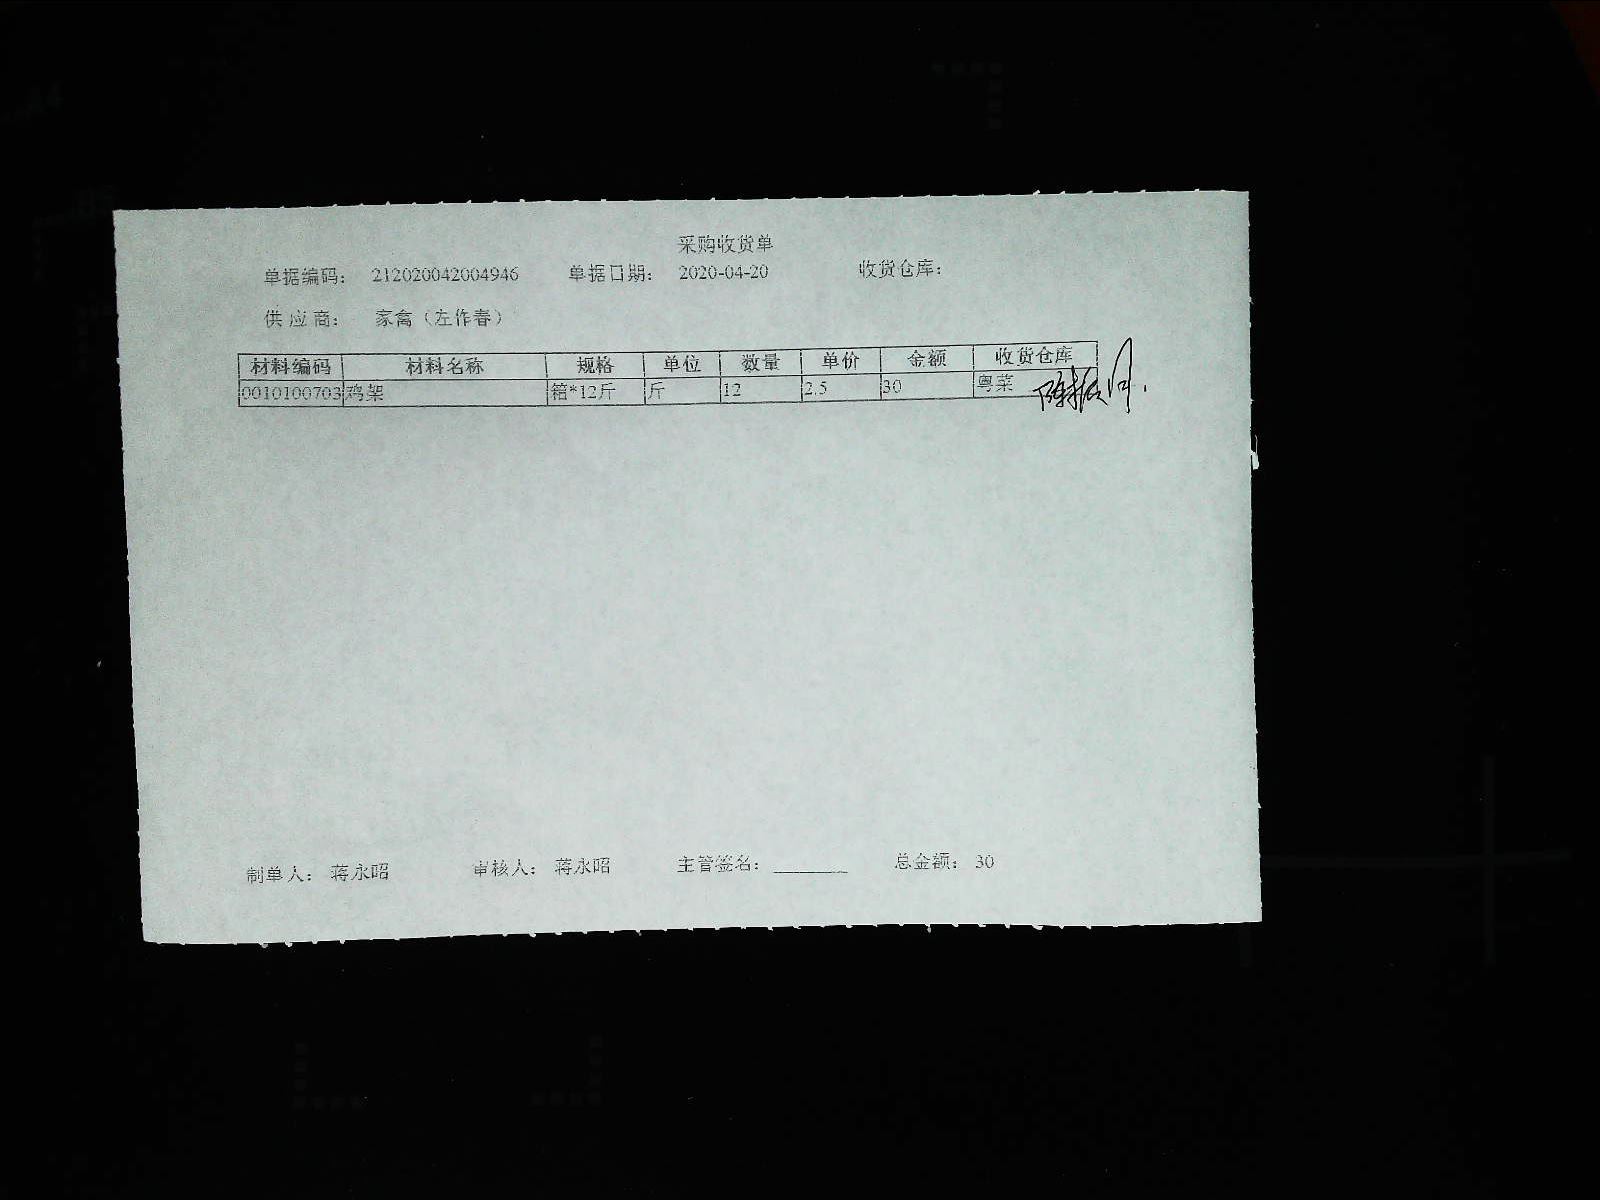 采购收货单
单据编码： 212020042004946 单据日期： 2020-04-20 收货仓库：
供 应 商： 家禽（左作春）
材料编码 材料名称 规格 单位 数量 单价 金额 收货仓库
0010100703 鸡架 箱*12斤 斤 12 2.5 30 粤菜
制单人： 蒋永昭 审核人： 蒋永昭 主管签名： ________ 总金额： 30